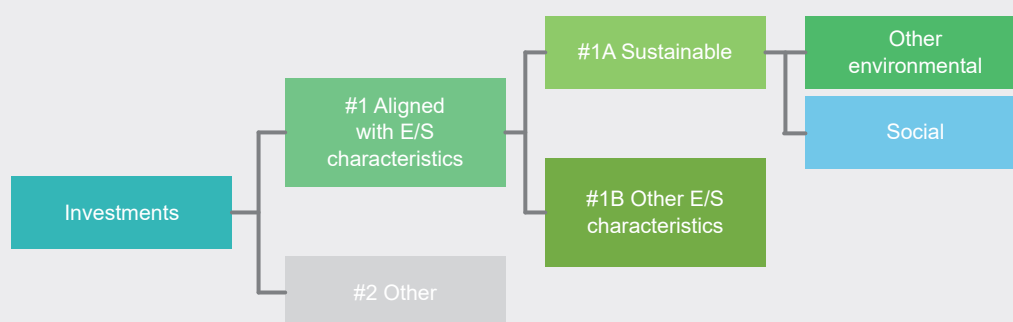 Investments
#1 Aligned
with E/S
characteristics
#2 Other
#1A Sustainable
#1B Other E/S
characteristics
Other
environmental
Social